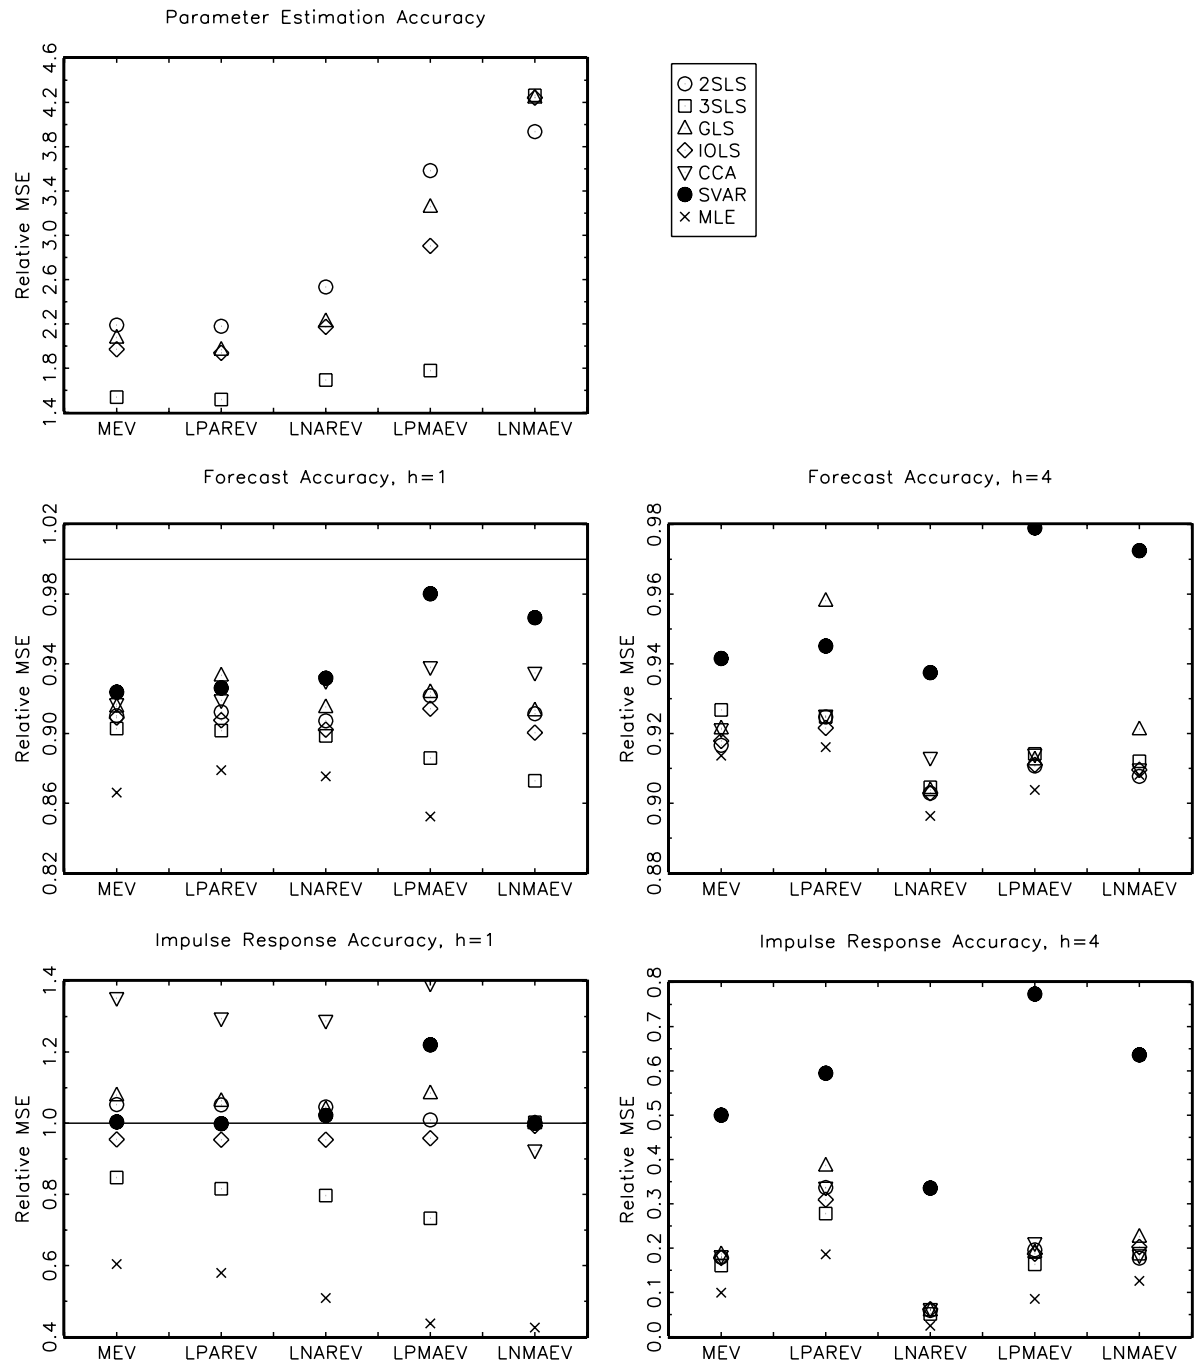 Parameter Estimation Accuracy
Relative MSE
4.6
4.2
3.8
3.4
3.0
2.6
2.2
1.8
1.4
MEV LPAREV LNAREV LPMAEV LNMAEV
2SLS
3SLS
GLS
IOLS
CCA
SVAR
MLE
Forecast Accuracy, h=1
Relative MSE
1.02
0.98
0.94
0.90
0.86
0.82
MEV LPAREV LNAREV LPMAEV LNMAEV
Forecast Accuracy, h=4
Relative MSE
0.98
0.96
0.94
0.92
0.90
0.88
MEV LPAREV LNAREV LPMAEV LNMAEV
Impulse Response Accuracy, h=1
Relative MSE
1.4
1.2
1.0
0.8
0.6
0.4
MEV LPAREV LNAREV LPMAEV LNMAEV
Impulse Response Accuracy, h=4
Relative MSE
0.8
0.7
0.6
0.5
0.4
0.3
0.2
0.1
0.0
MEV LPAREV LNAREV LPMAEV LNMAEV